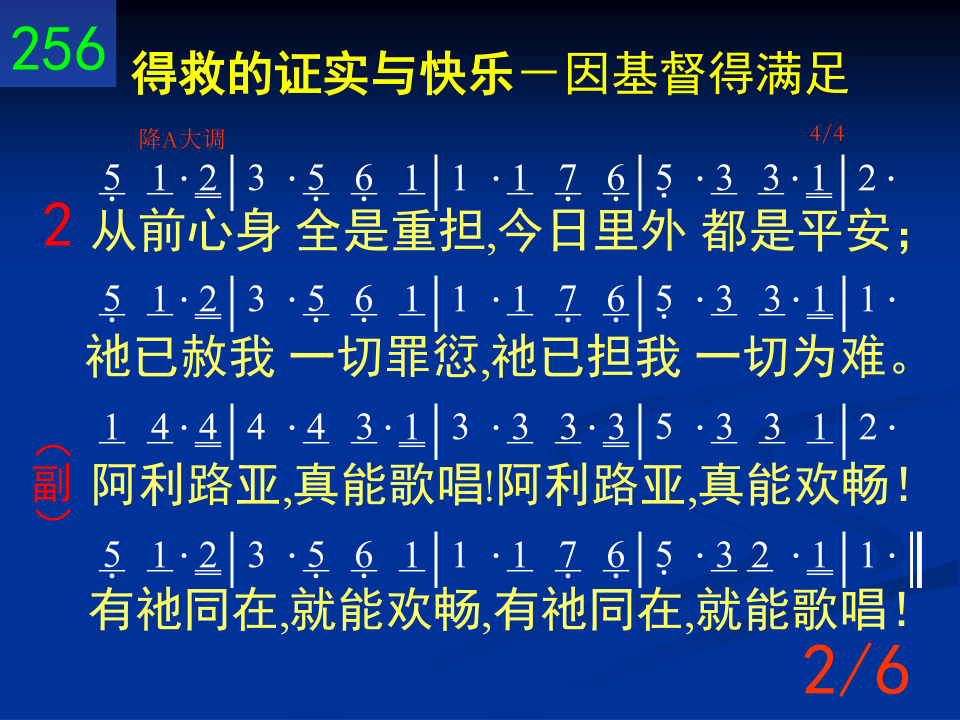 256
得救的证实与快乐－因基督得满足
降A大调 4/4
5 1·2|3·5 6 1|1·1 7 6|5·3 3·1|2·
2 从前心身 全是重担,今日里外 都是平安；
5 1·2|3·5 6 1|1·1 7 6|5·3 3·1|1·
祂已赦我 一切罪愆,祂已担我 一切为难。
1 4·4|4·4 3·1|3·3 3·3|5·3 3 1|2·
（副） 阿利路亚,真能歌唱!阿利路亚,真能欢畅！
5 1·2|3·5 6 1|1·1 7 6|5·3 2·1|1·‖
有祂同在,就能欢畅,有祂同在,就能歌唱！
2/6